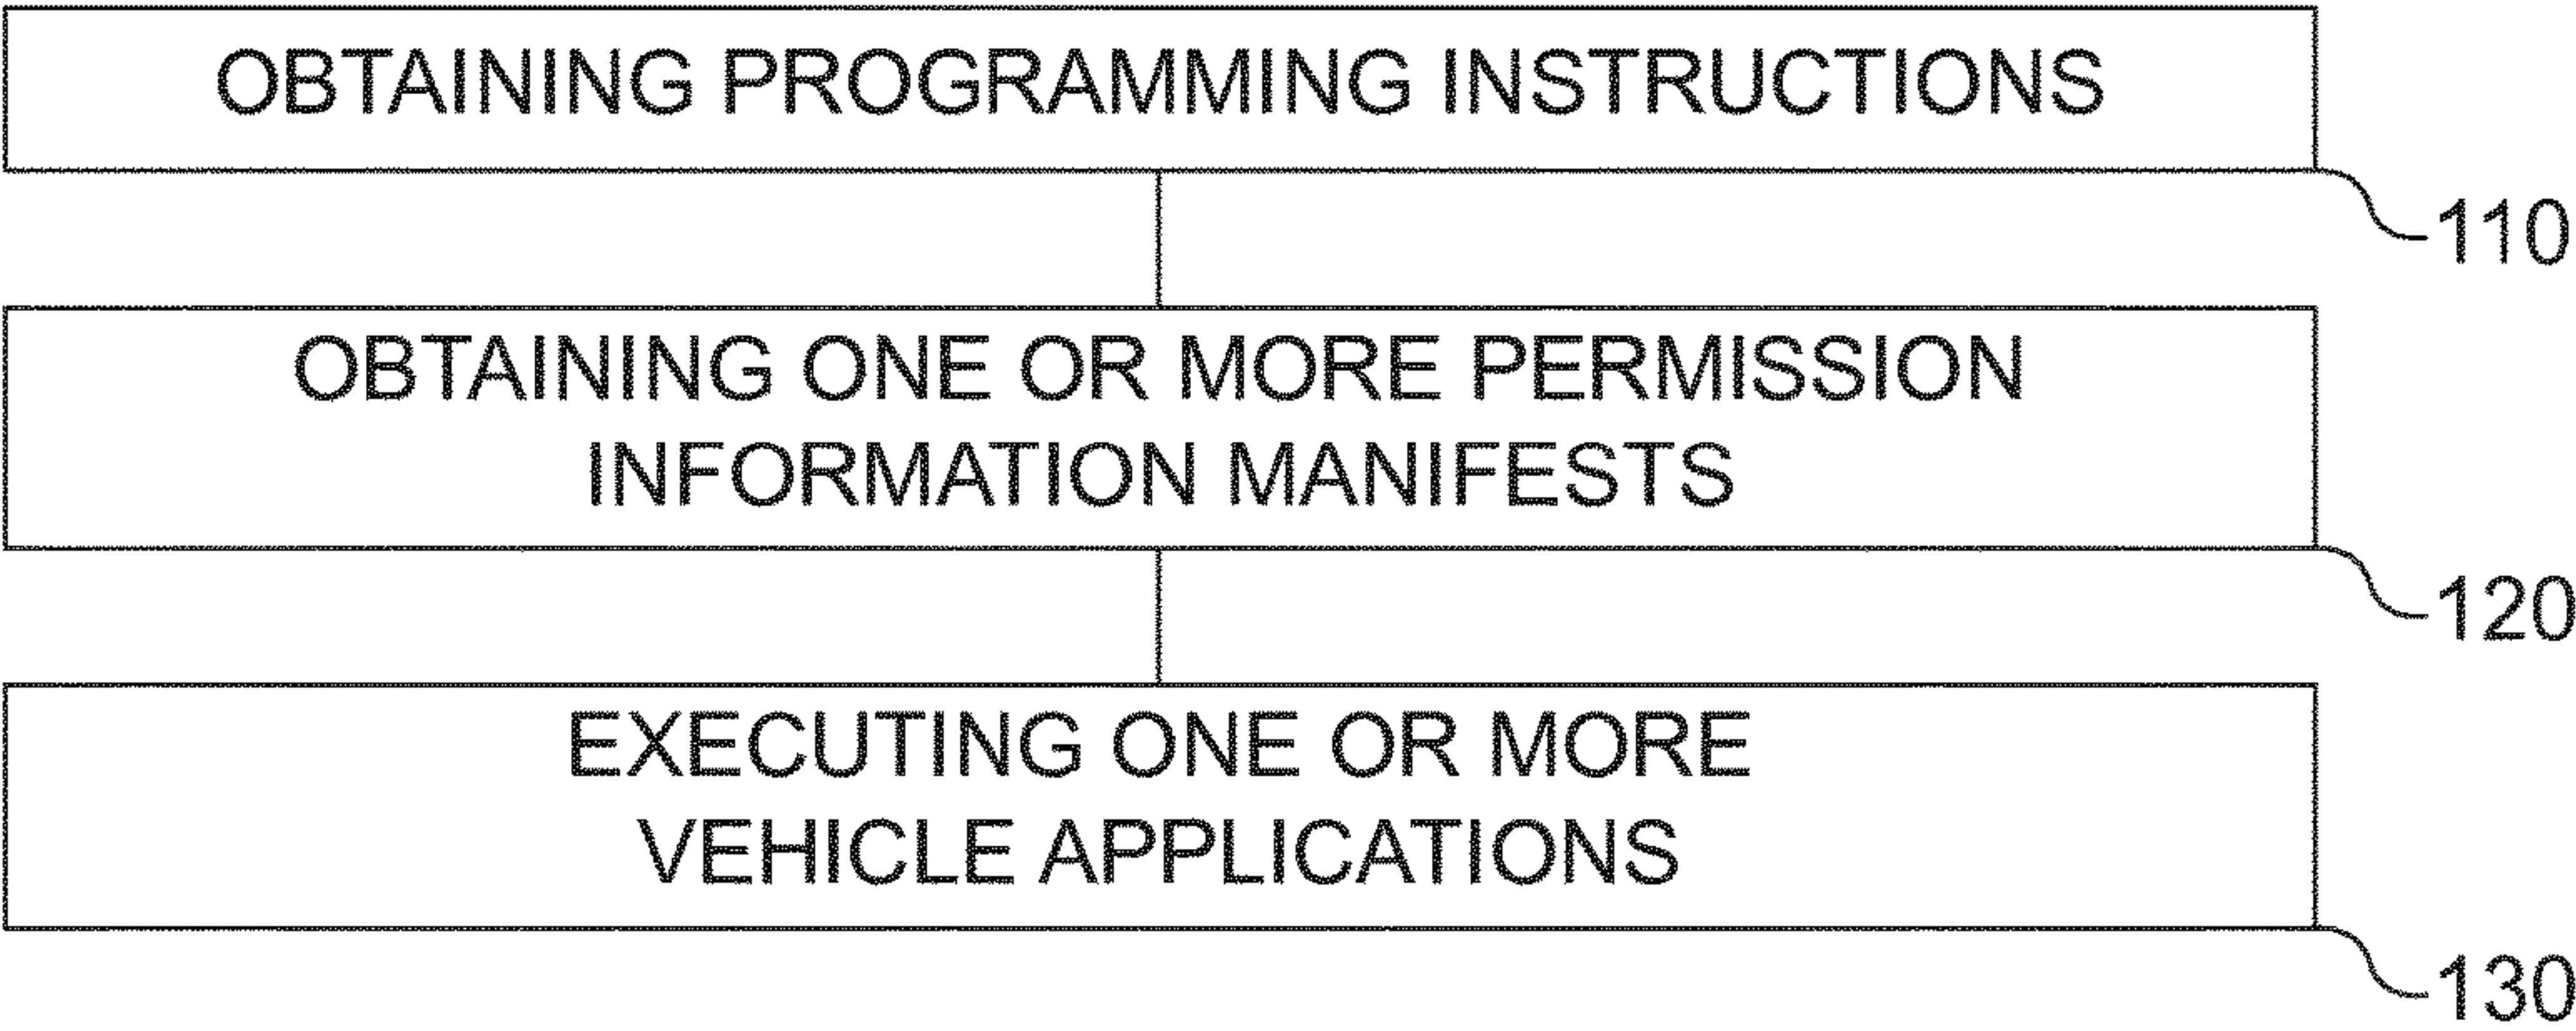 OBTAINING PROGRAMMING INSTRUCTIONS
110
OBTAINING ONE OR MORE PERMISSION
INFORMATION MANIFESTS
120
EXECUTING ONE OR MORE
VEHICLE APPLICATIONS
130